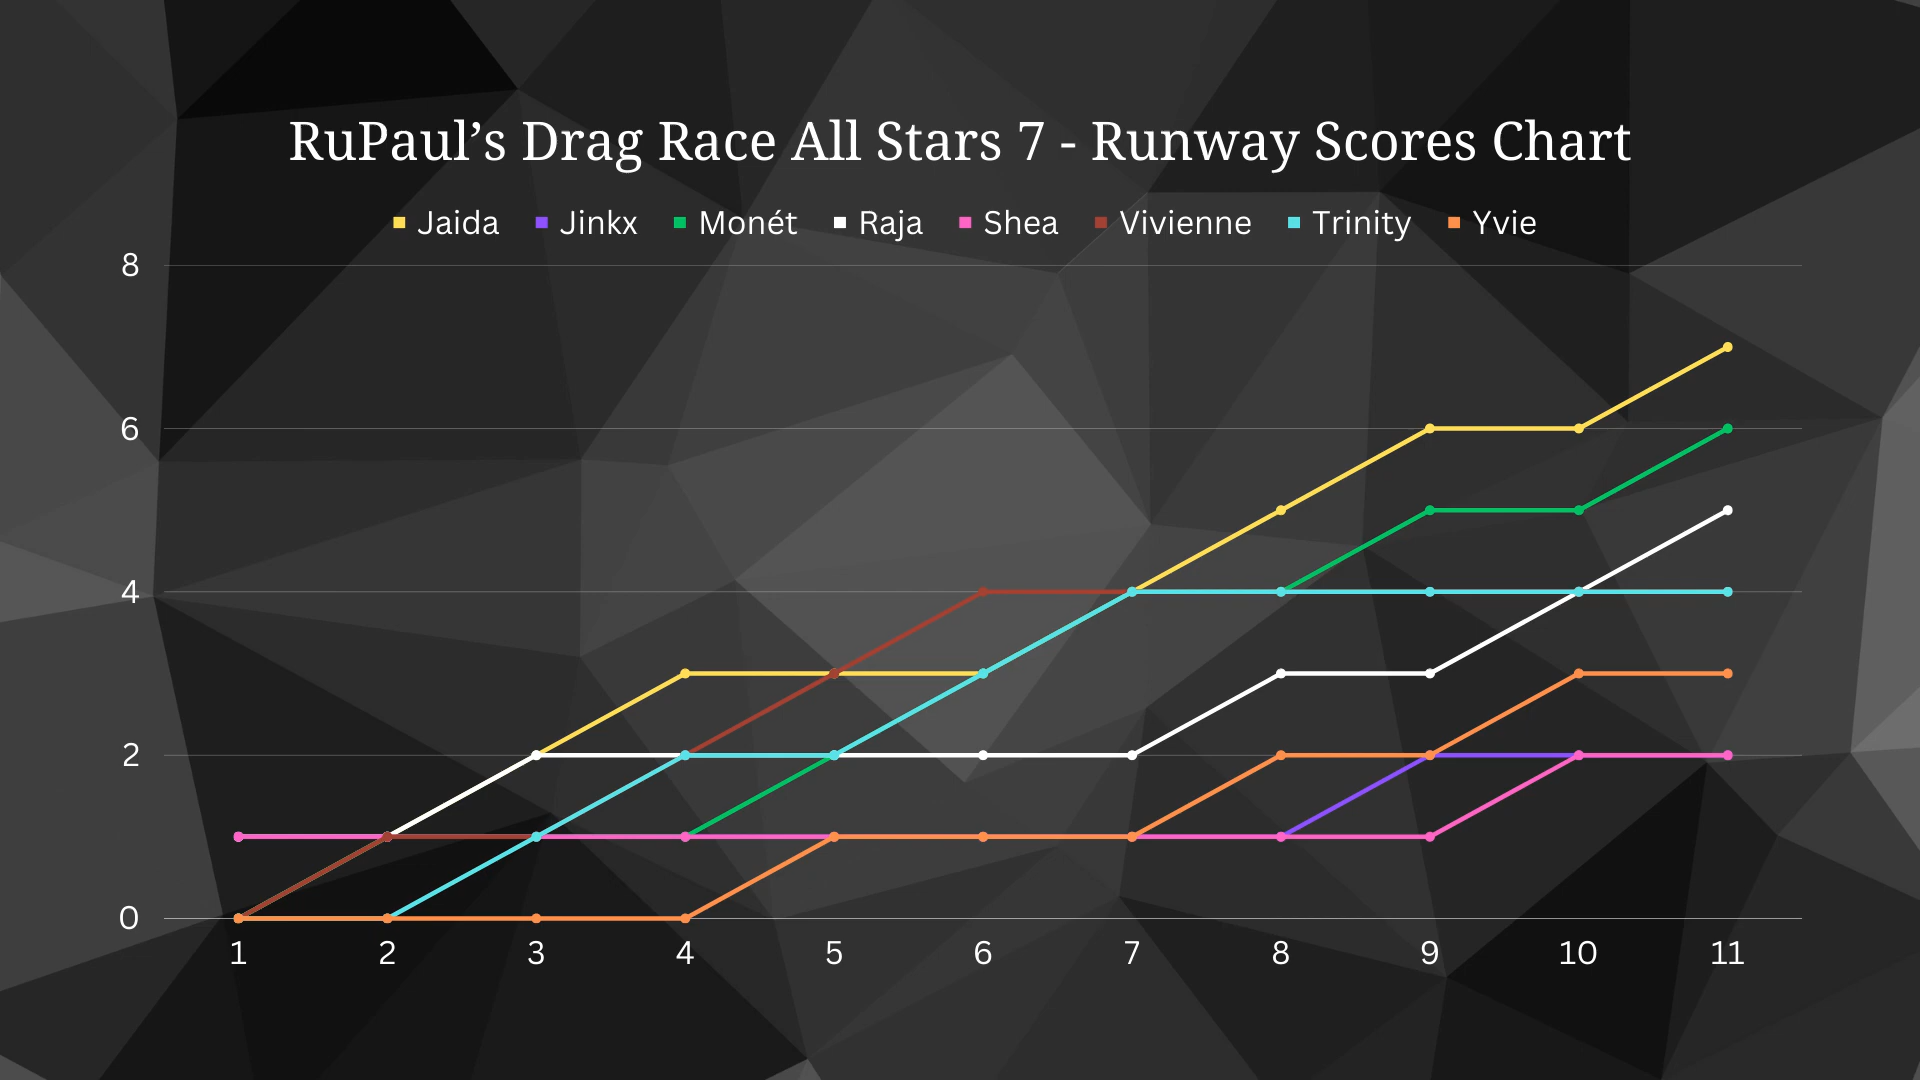 RuPaul’s Drag Race All Stars 7 - Runway Scores Chart
Jaida Jinkx Monét Raja Shea Vivienne Trinity Yvie
8
6
4
2
0
1 2 3 4 5 6 7 8 9 10 11